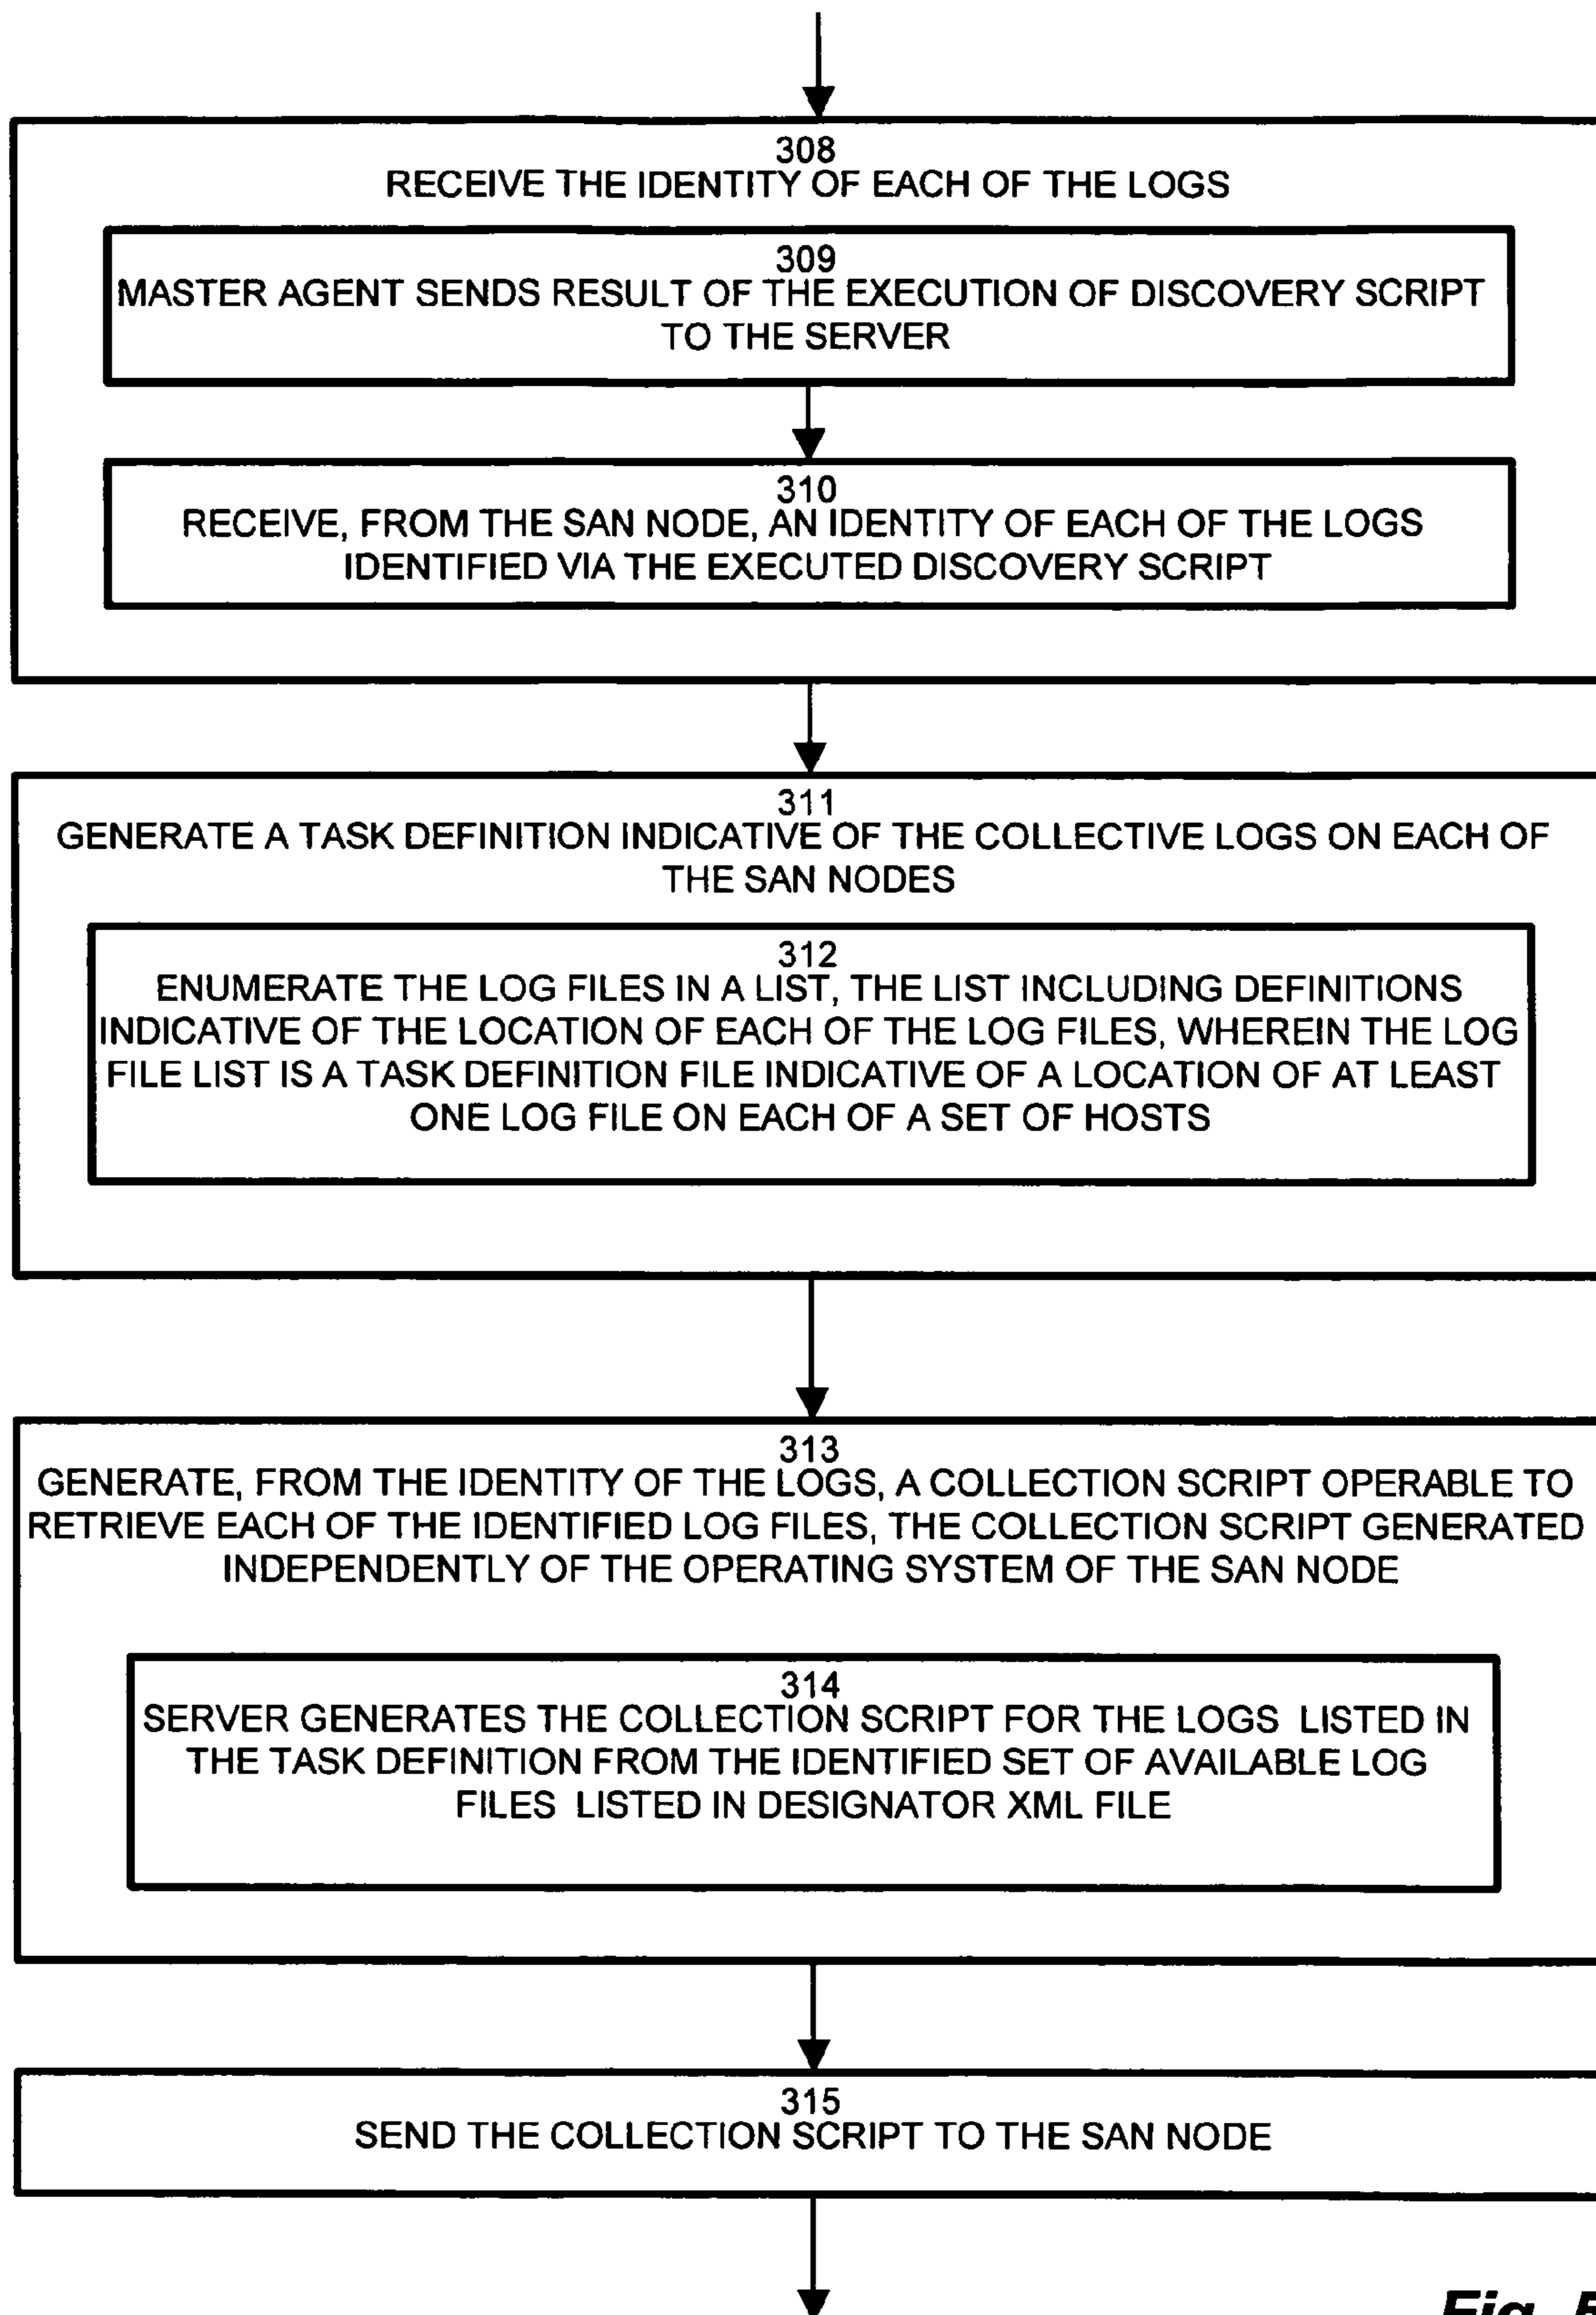 308
RECEIVE THE IDENTITY OF EACH OF THE LOGS
309
MASTER AGENT SENDS RESULT OF THE EXECUTION OF DISCOVERY SCRIPT
TO THE SERVER
310
RECEIVE, FROM THE SAN NODE, AN IDENTITY OF EACH OF THE LOGS
IDENTIFIED VIA THE EXECUTED DISCOVERY SCRIPT
311
GENERATE A TASK DEFINITION INDICATIVE OF THE COLLECTIVE LOGS ON EACH OF
THE SAN NODES
312
ENUMERATE THE LOG FILES IN A LIST, THE LIST INCLUDING DEFINITIONS
INDICATIVE OF THE LOCATION OF EACH OF THE LOG FILES, WHEREIN THE LOG
FILE LIST IS A TASK DEFINITION FILE INDICATIVE OF A LOCATION OF AT LEAST
ONE LOG FILE ON EACH OF A SET OF HOSTS
313
GENERATE, FROM THE IDENTITY OF THE LOGS, A COLLECTION SCRIPT OPERABLE TO
RETRIEVE EACH OF THE IDENTIFIED LOG FILES, THE COLLECTION SCRIPT GENERATED
INDEPENDENTLY OF THE OPERATING SYSTEM OF THE SAN NODE
314
SERVER GENERATES THE COLLECTION SCRIPT FOR THE LOGS LISTED IN
THE TASK DEFINITION FROM THE IDENTIFIED SET OF AVAILABLE LOG
FILES LISTED IN DESIGNATOR XML FILE
315
SEND THE COLLECTION SCRIPT TO THE SAN NODE
Fig.